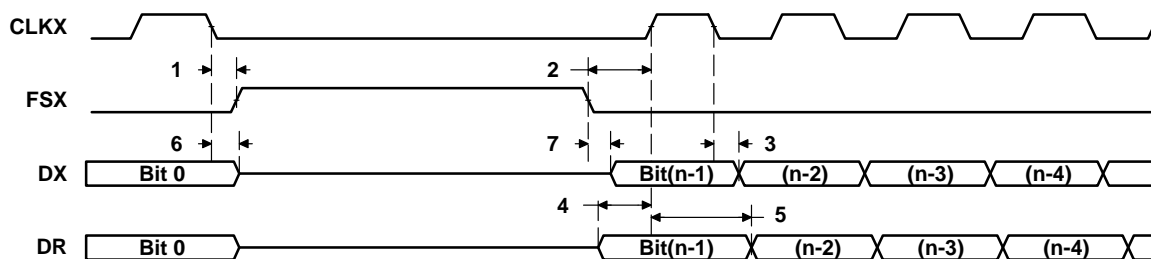 CLKX
1
2
FSX
6
7
3
DX
Bit 0
Bit(n-1)
(n-2)
(n-3)
(n-4)
4
5
DR
Bit 0
Bit(n-1)
(n-2)
(n-3)
(n-4)